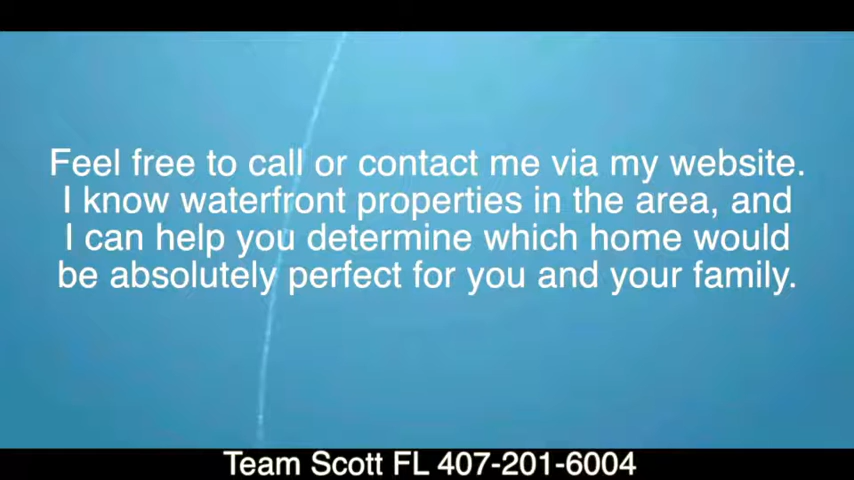 Feel free to call or contact me via my website.
I know waterfront properties in the area, and
I can help you determine which home would
be absolutely perfect for you and your family.
Team Scott FL 407-201-6004